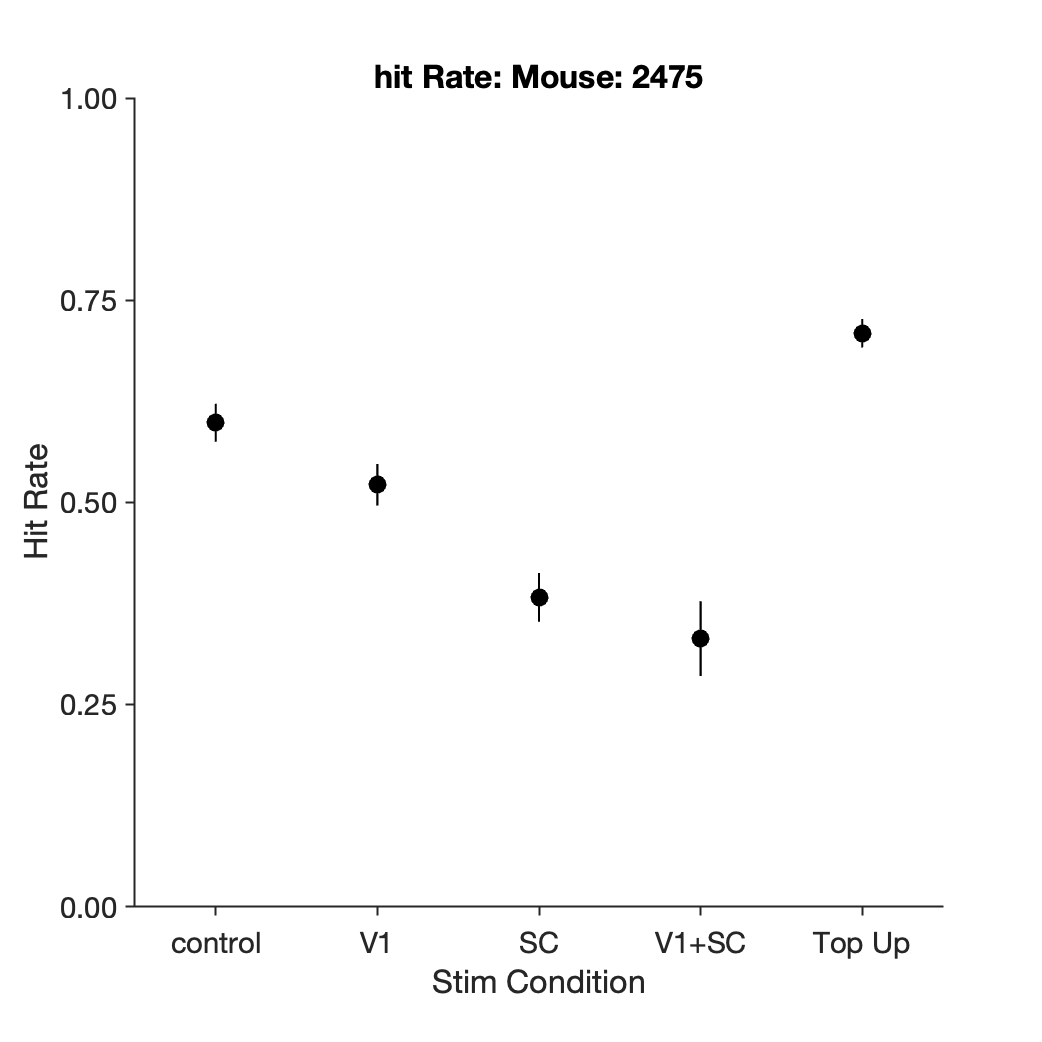 hit Rate: Mouse: 2475
1.00
0.75
0.50
0.25
0.00
Hit Rate
control V1 SC V1+SC Top Up
Stim Condition